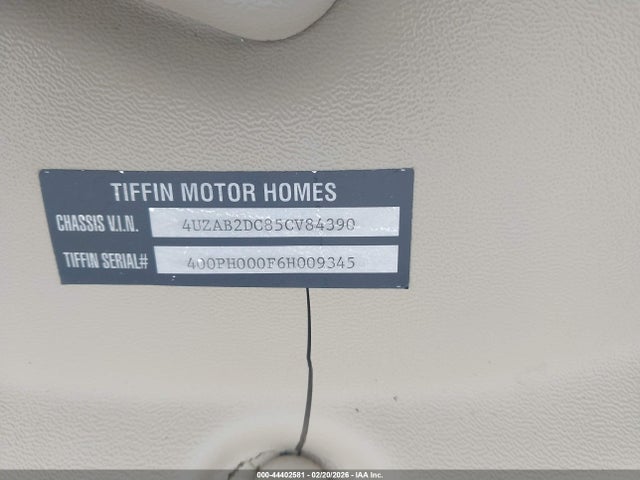 TIFFIN MOTOR HOMES
CHASSIS V.I.N. 4UZAB2DC85CV84390
TIFFIN SERIAL# 400PH000F6H009345
000-44402581 - 02/20/2026 - IAA Inc.